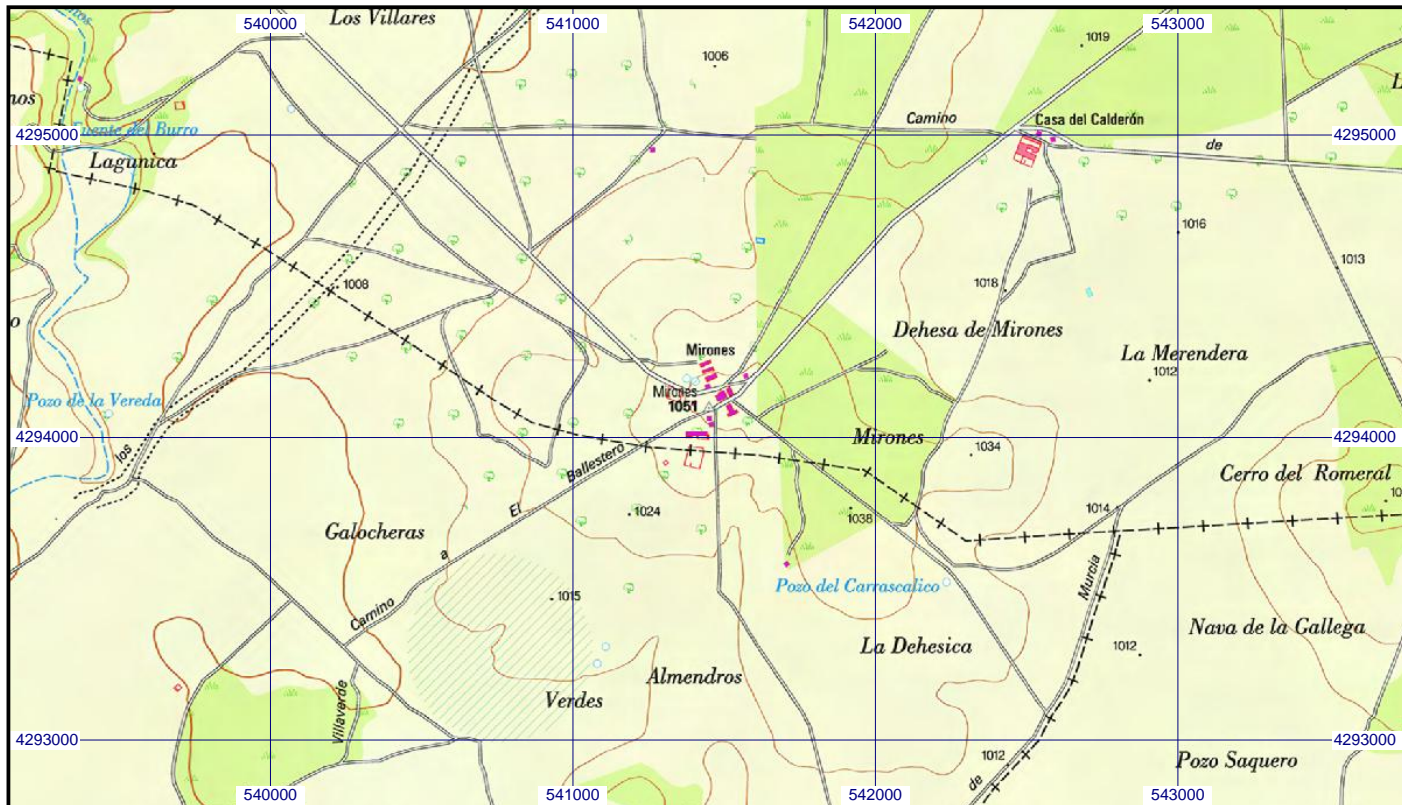 Los Villares
540000
541000
542000
543000
1019
1006
nos
Fuente del Burro
4295000
Camino
Casa del Calderón
de
4295000
Lagunica
1016
1013
1008
1018
Dehesa de Mirones
La Merendera
Mirones
1012
Mirones
1051
Pozo de la Vereda
4294000
los
Mirones
4294000
1034
Ballestero
Cerro del Romeral
El
1024
1038
1014
Galocheras
a
Murcia
Pozo del Carrascalico
1015
Camino
Nava de la Gallega
La Dehesica
1012
Almendros
Verdes
Villaverde
4293000
4293000
1012
Pozo Saquero
de
540000
541000
542000
543000